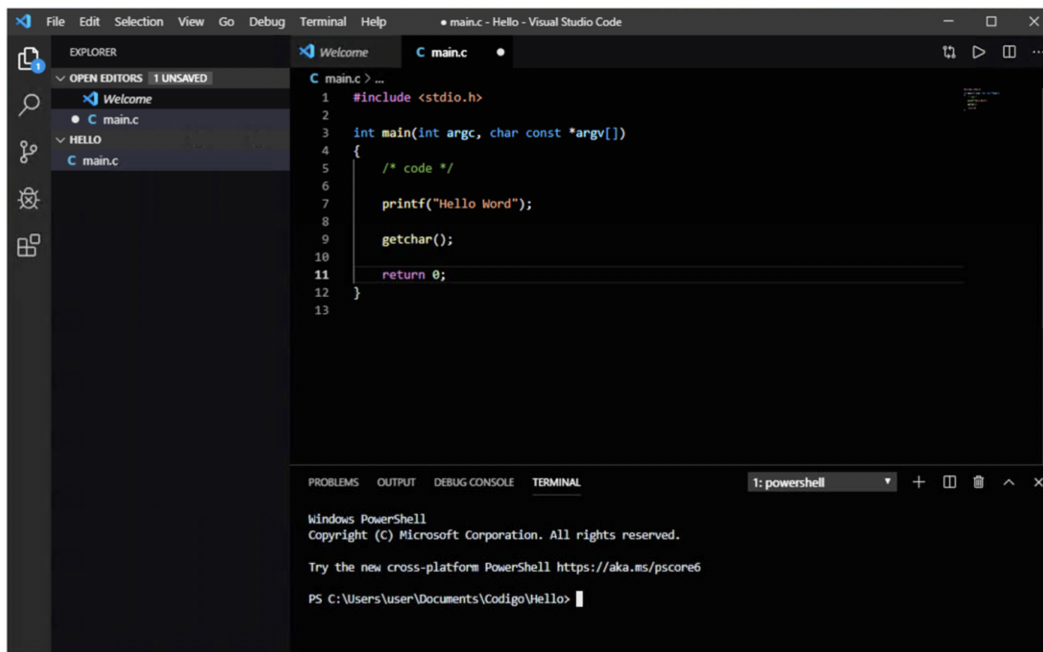 File Edit Selection View Go Debug Terminal Help ● main.c - Hello - Visual Studio Code
EXPLORER
OPEN EDITORS 1 UNSAVED
Welcome
● C main.c
HELLO
C main.c
1
Welcome C main.c ●
C main.c > ...
1 #include <stdio.h>
2
3 int main(int argc, char const *argv[])
4 {
5 /* code */
6
7 printf("Hello Word");
8
9 getchar();
10
11 return 0;
12 }
13
PROBLEMS OUTPUT DEBUG CONSOLE TERMINAL 1: powershell
Windows PowerShell
Copyright (C) Microsoft Corporation. All rights reserved.
Try the new cross-platform PowerShell https://aka.ms/pscore6
PS C:\Users\user\Documents\Codigo\Hello>